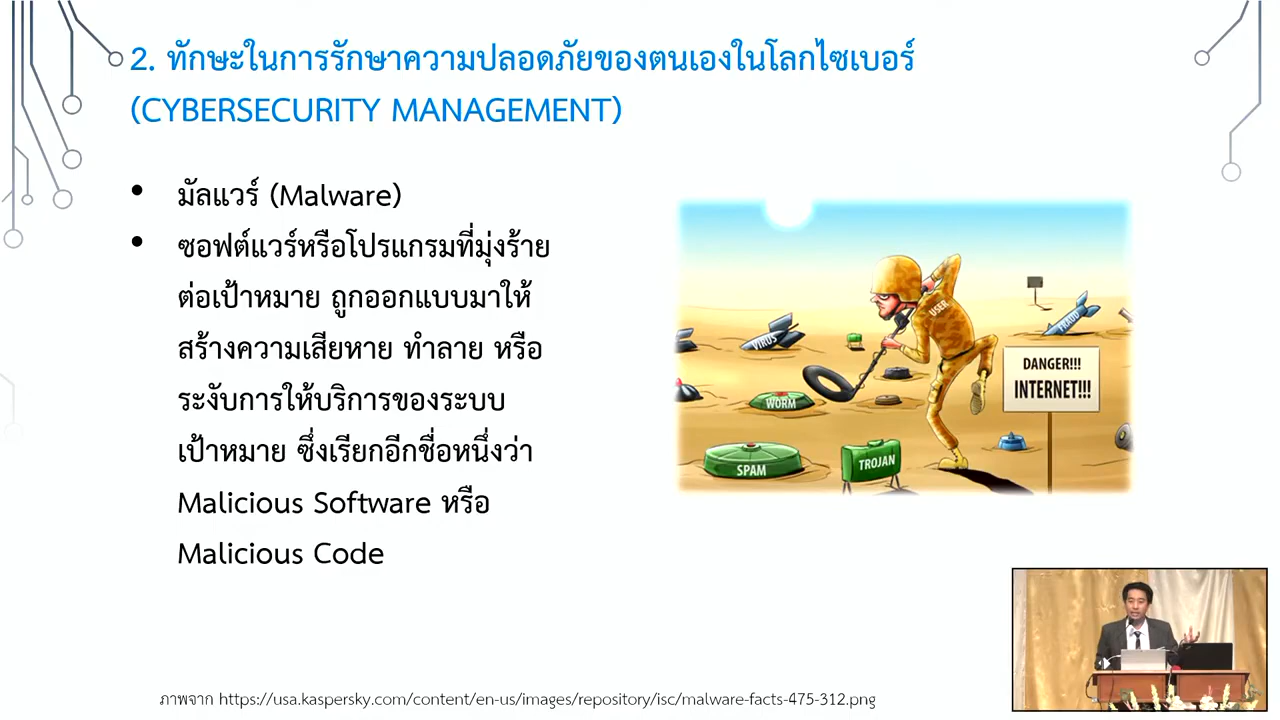 2. ทักษะในการรักษาความปลอดภัยของตนเองในโลกไซเบอร์
(CYBERSECURITY MANAGEMENT)
• มัลแวร์ (Malware)
• ซอฟต์แวร์หรือโปรแกรมที่มุ่งร้าย
ต่อเป้าหมาย ถูกออกแบบมาให้
สร้างความเสียหาย ทำลาย หรือ
ระงับการให้บริการของระบบ
เป้าหมาย ซึ่งเรียกอีกชื่อหนึ่งว่า
Malicious Software หรือ
Malicious Code
USER
VIRUS
FRAUD
WORM
DANGER!!!
INTERNET!!!
SPAM
TROJAN
ภาพจาก https://usa.kaspersky.com/content/en-us/images/repository/isc/malware-facts-475-312.png